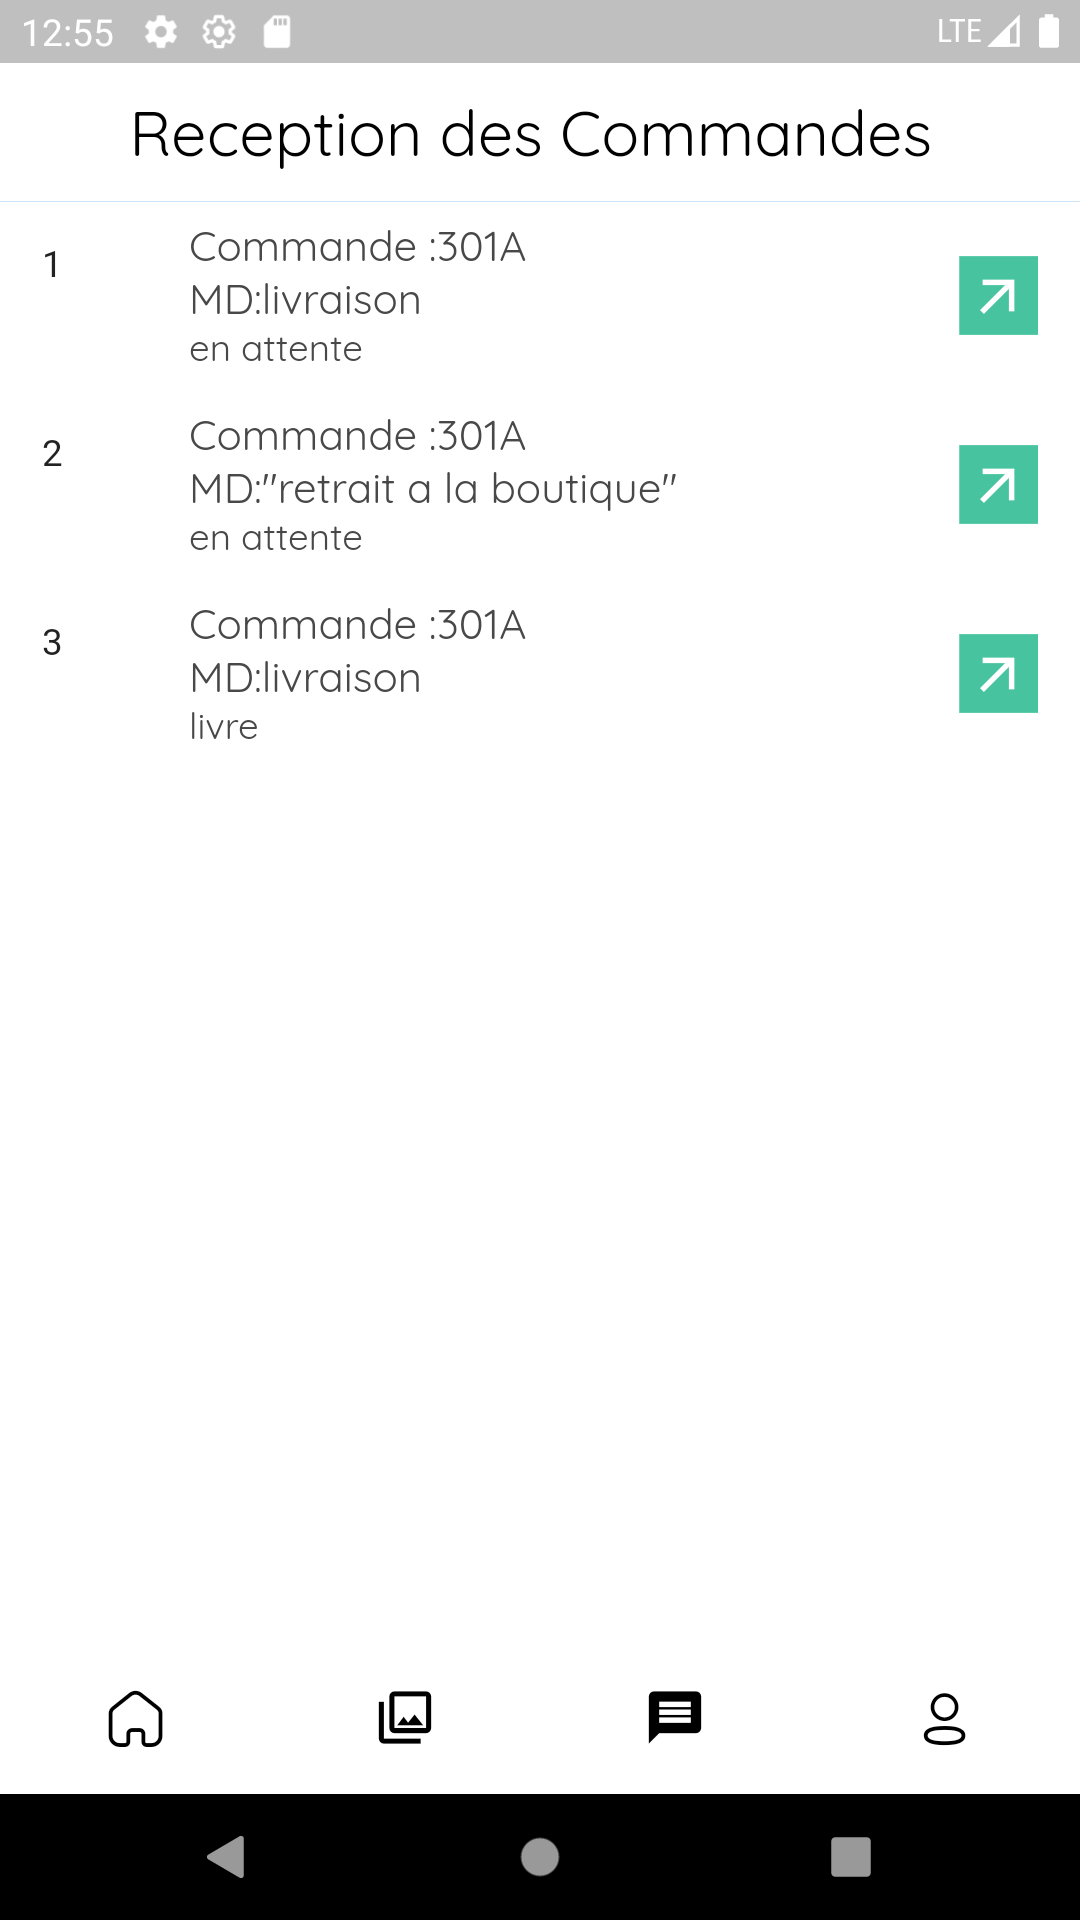 12:55 LTE
Reception des Commandes
1
Commande :301A
MD:livraison
en attente
2
Commande :301A
MD:"retrait a la boutique"
en attente
3
Commande :301A
MD:livraison
livre